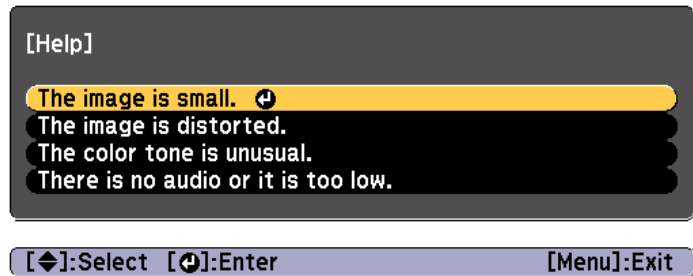 [Help]
The image is small.
The image is distorted.
The color tone is unusual.
There is no audio or it is too low.
[◆]:Select [↵]:Enter [Menu]:Exit